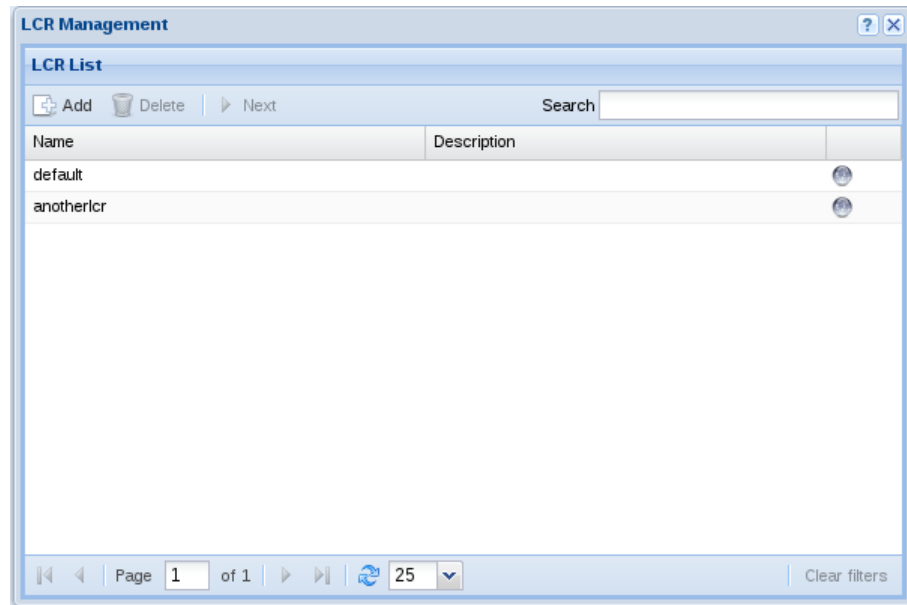 LCR Management
LCR List
Add Delete Next Search
Name Description
default
anotherlcr
Page 1 of 1 25 Clear filters